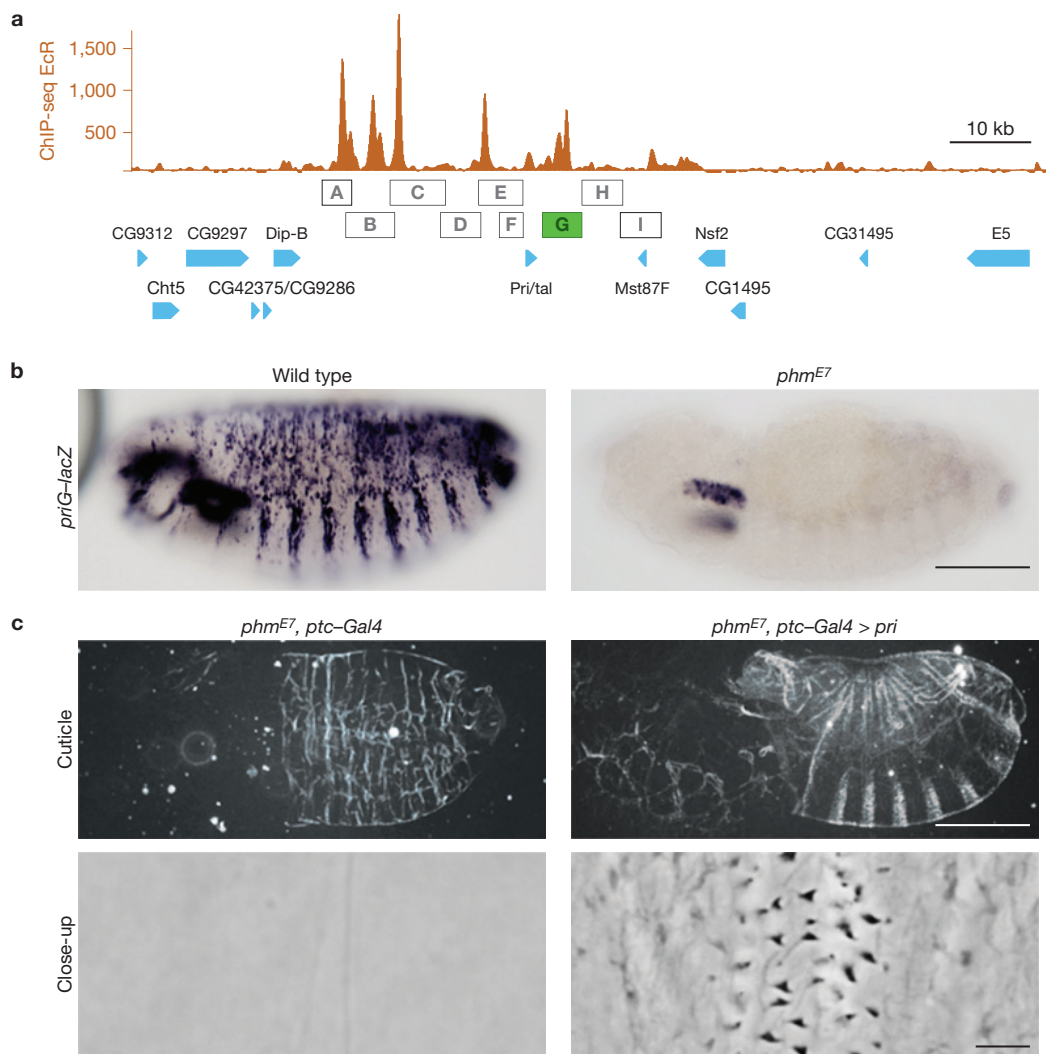 a
ChIP-seq EcR
1,500
1,000
500
10 kb
A
C
E
H
B
D
F
G
I
CG9312
CG9297
Dip-B
Nsf2
CG31495
E5
Cht5
CG42375/CG9286
Pri/tal
Mst87F
CG1495
b
Wild type
phmE7
priG–lacZ
c
phmE7, ptc–Gal4
phmE7, ptc–Gal4 > pri
Cuticle
Close-up